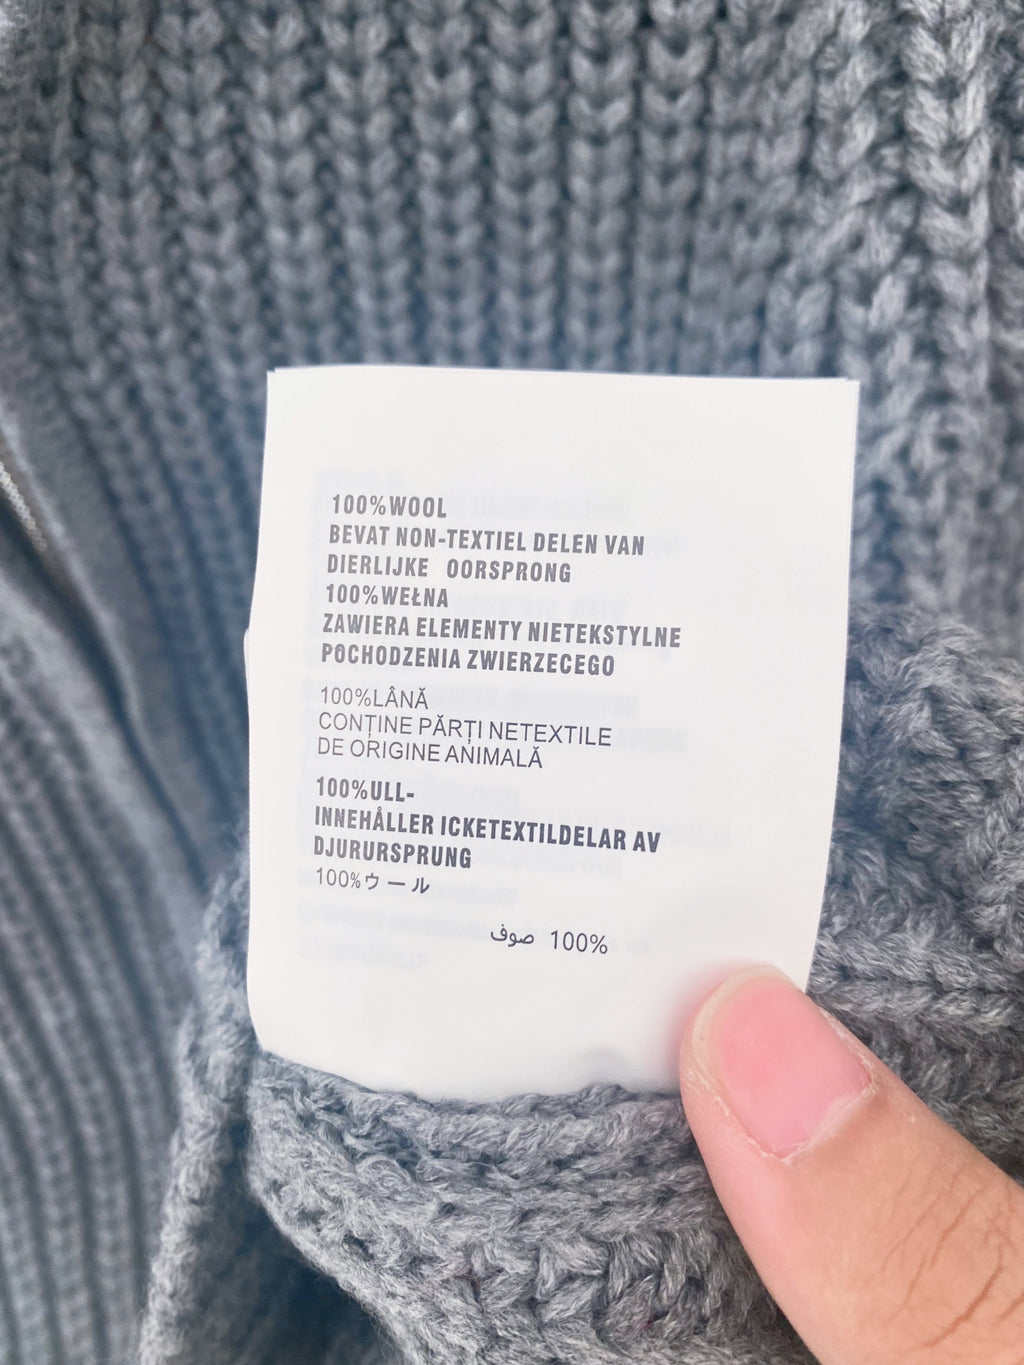 100%WOOL
BEVAT NON-TEXTIEL DELEN VAN
DIERLIJKE OORSPRONG
100%WEŁNA
ZAWIERA ELEMENTY NIETEKSTYLNE
POCHODZENIA ZWIERZECEGO
100%LÂNĂ
CONȚINE PĂRȚI NETEXTILE
DE ORIGINE ANIMALĂ
100%ULL-
INNEHÅLLER ICKETEXTILDELAR AV
DJURURSPRUNG
100%ウール
100% صوف